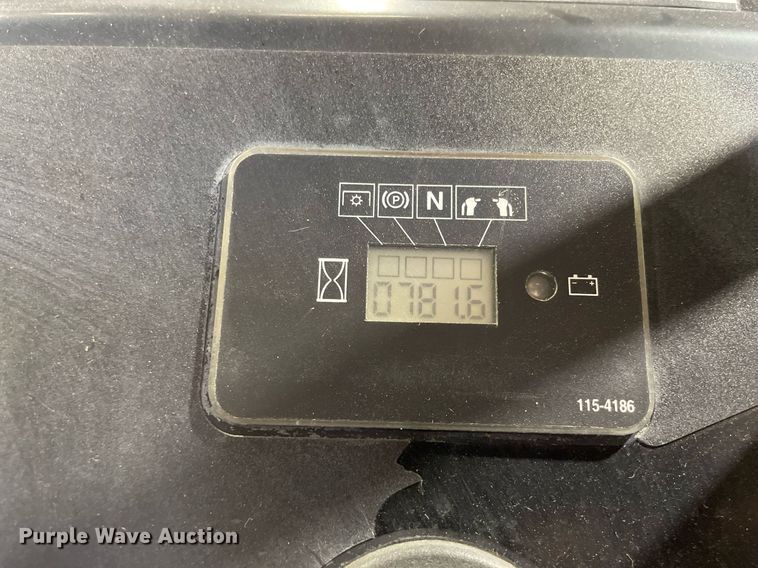 (P) N
0781.6
115-4186
Purple Wave Auction